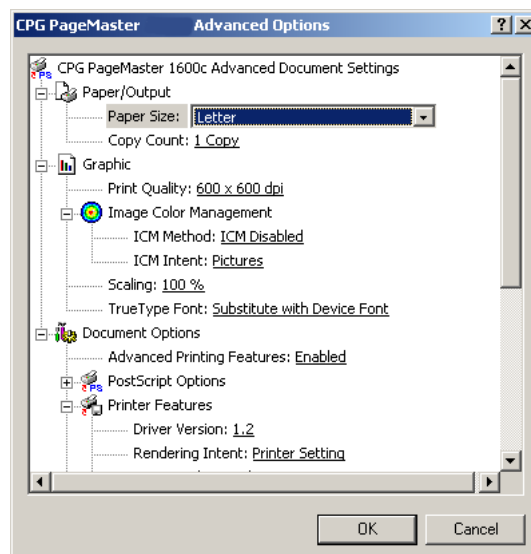 CPG PageMaster Advanced Options
CPG PageMaster 1600c Advanced Document Settings
Paper/Output
Paper Size: Letter
Copy Count: 1 Copy
Graphic
Print Quality: 600 x 600 dpi
Image Color Management
ICM Method: ICM Disabled
ICM Intent: Pictures
Scaling: 100 %
TrueType Font: Substitute with Device Font
Document Options
Advanced Printing Features: Enabled
PostScript Options
Printer Features
Driver Version: 1.2
Rendering Intent: Printer Setting
OK Cancel